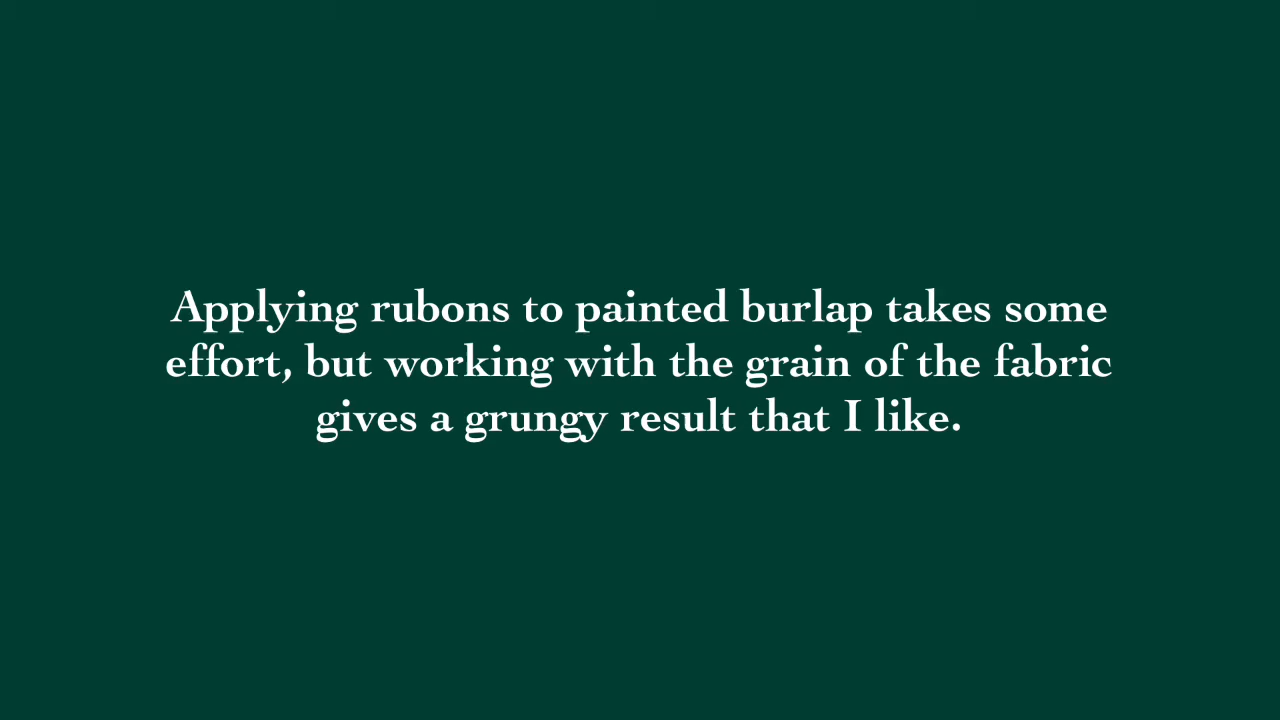 Applying rubons to painted burlap takes some
effort, but working with the grain of the fabric
gives a grungy result that I like.